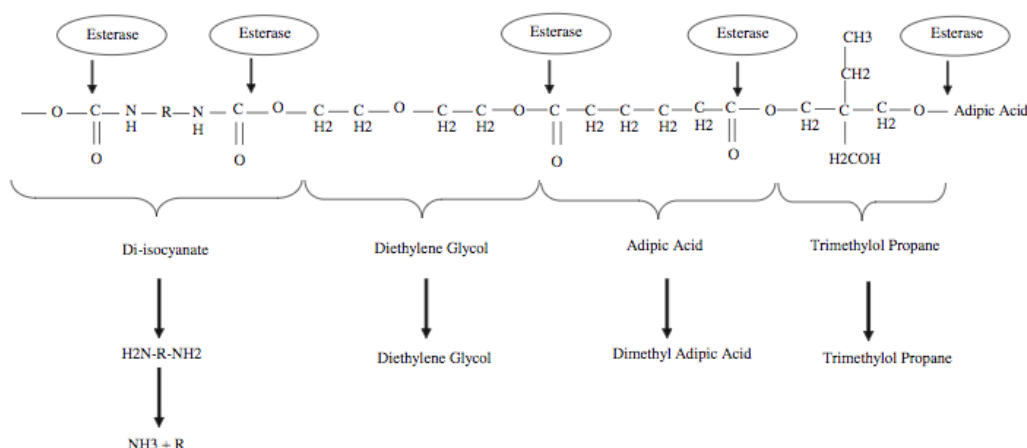 Esterase Esterase Esterase Esterase Esterase
CH3
CH2
O C N R N C O C C O C C O C C C C C C O C C C O Adipic Acid
H H H2 H2 H2 H2 H2 H2 H2 H2 H2 H2
O O O O H2COH
Di-isocyanate Diethylene Glycol Adipic Acid Trimethylol Propane
H2N-R-NH2 Diethylene Glycol Dimethyl Adipic Acid Trimethylol Propane
NH3 + R